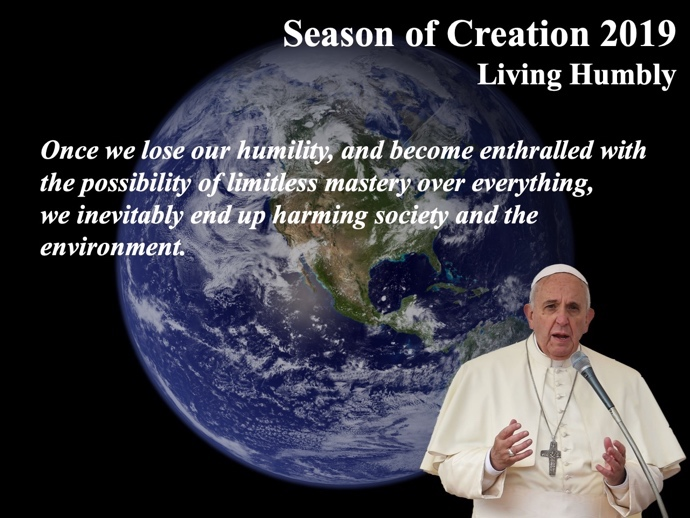 Season of Creation 2019
Living Humbly
Once we lose our humility, and become enthralled with
the possibility of limitless mastery over everything,
we inevitably end up harming society and the
environment.